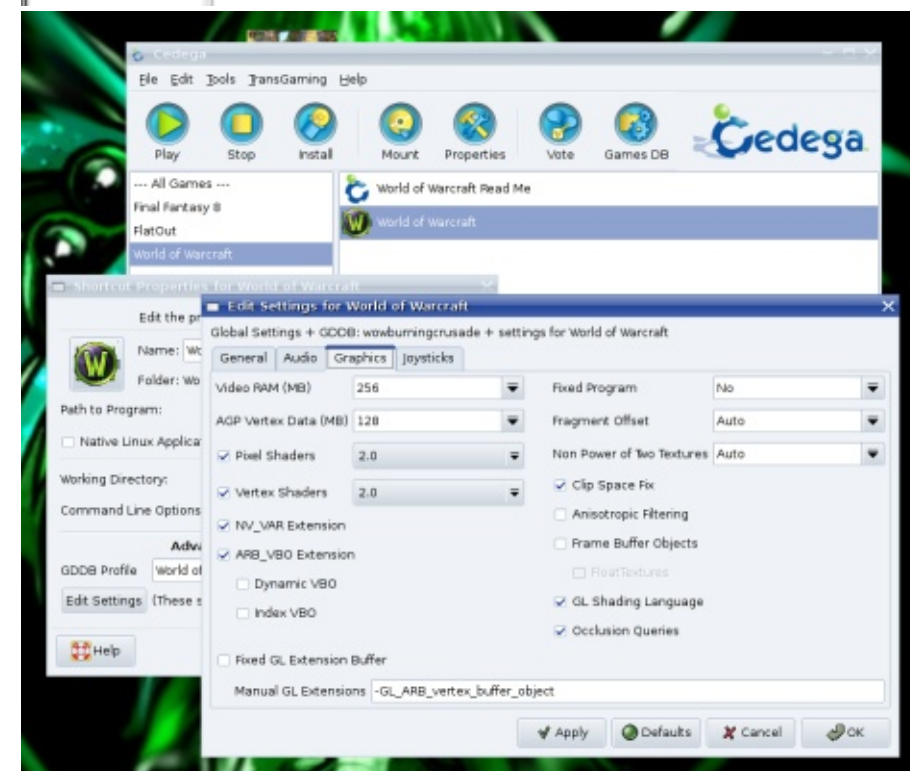 Cedega
File Edit Tools TransGaming Help
Play Stop Install Mount Properties Vote Games DB Cedega
--- All Games ---
Final Fantasy 8
FlatOut
World of Warcraft
World of Warcraft Read Me
World of Warcraft
Shortcut Properties for World of Warcraft
Edit the pr
Name: Wo
Folder: Wo
Path to Program:
Native Linux Applica
Working Directory:
Command Line Options
Adva
GDDB Profile World of
Edit Settings (These s
Help
Edit Settings for World of Warcraft
Global Settings + GDDB: wowburningcrusade + settings for World of Warcraft
General Audio Graphics Joysticks
Video RAM (MB) 256
AGP Vertex Data (MB) 128
Pixel Shaders 2.0
Vertex Shaders 2.0
NV_VAR Extension
ARB_VBO Extension
Dynamic VBO
Index VBO
Fixed Program No
Fragment Offset Auto
Non Power of Two Textures Auto
Clip Space Fix
Anisotropic Filtering
Frame Buffer Objects
FloatTextures
GL Shading Language
Occlusion Queries
Fixed GL Extension Buffer
Manual GL Extensions -GL_ARB_vertex_buffer_object
Apply Defaults Cancel OK